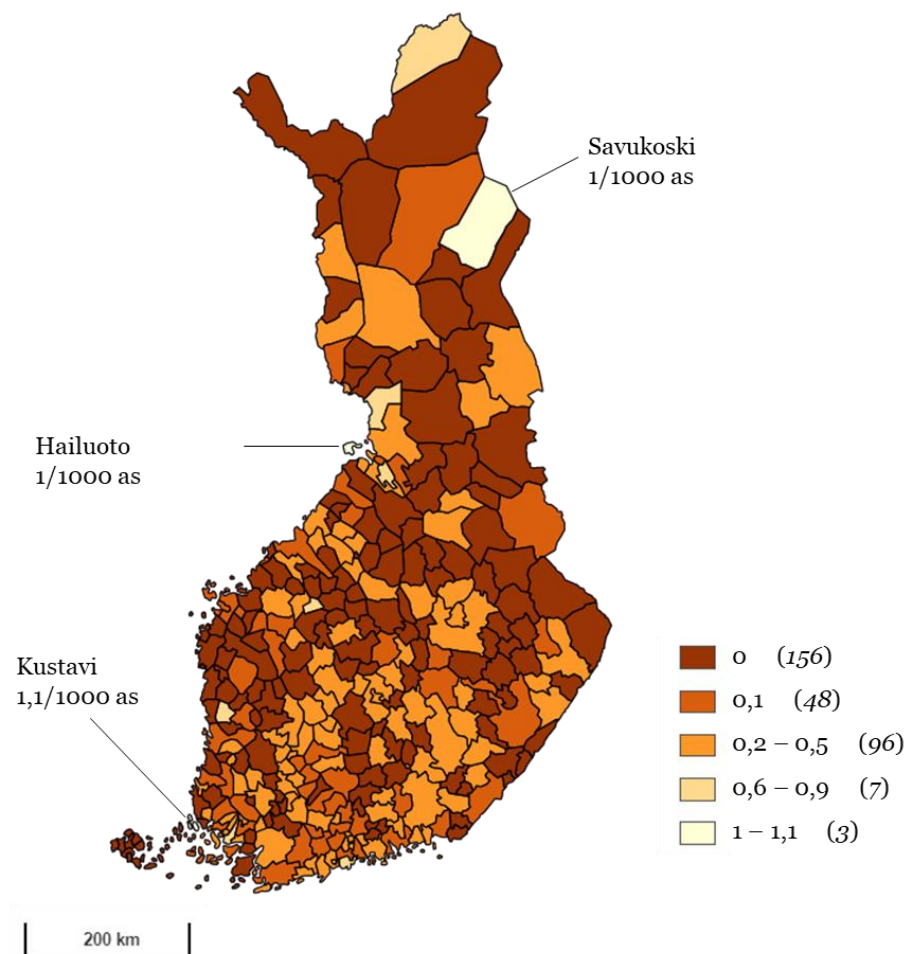 Savukoski
1/1000 as
Hailuoto
1/1000 as
Kustavi
1,1/1000 as
0 (156)
0,1 (48)
0,2 – 0,5 (96)
0,6 – 0,9 (7)
1 – 1,1 (3)
200 km